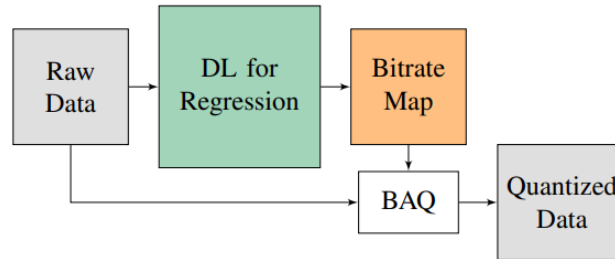 Raw
Data
DL for
Regression
Bitrate
Map
BAQ
Quantized
Data